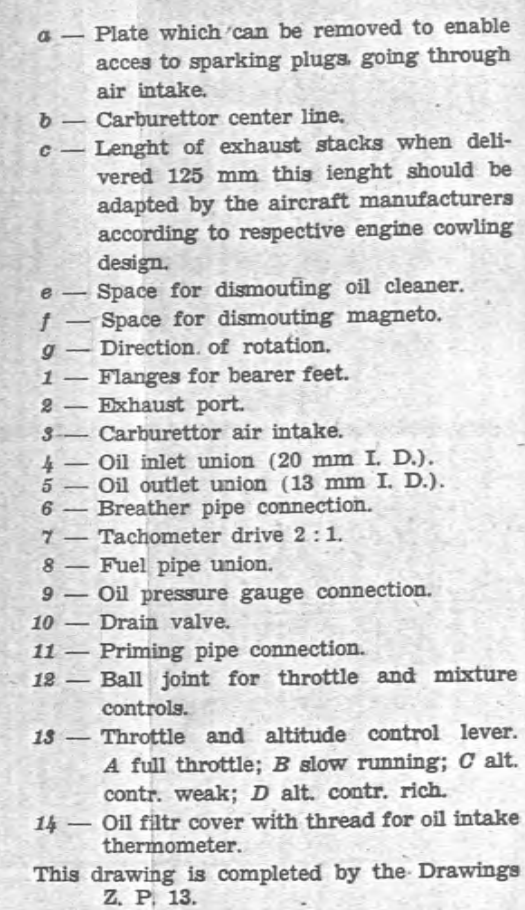 a — Plate which can be removed to enable
acces to sparking plugs, going through
air intake.
b — Carburettor center line.
c — Lenght of exhaust stacks when deli-
vered 125 mm this ienght should be
adapted by the aircraft manufacturers
according to respective engine cowling
design.
e — Space for dismouting oil cleaner.
f — Space for dismouting magneto.
g — Direction of rotation.
1 — Flanges for bearer feet.
2 — Exhaust port.
3 — Carburettor air intake.
4 — Oil inlet union (20 mm I. D.).
5 — Oil outlet union (13 mm I. D.).
6 — Breather pipe connection.
7 — Tachometer drive 2 : 1.
8 — Fuel pipe union.
9 — Oil pressure gauge connection.
10 — Drain valve.
11 — Priming pipe connection.
12 — Ball joint for throttle and mixture
controls.
13 — Throttle and altitude control lever.
A full throttle; B slow running; C alt.
contr. weak; D alt. contr. rich.
14 — Oil filtr cover with thread for oil intake
thermometer.
This drawing is completed by the Drawings
Z. P. 13.